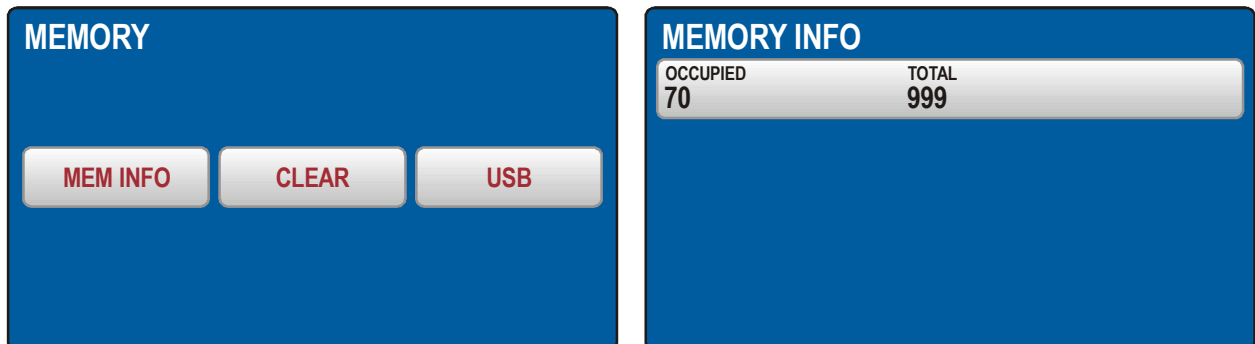 MEMORY
MEM INFO CLEAR USB
MEMORY INFO
OCCUPIED TOTAL
70 999